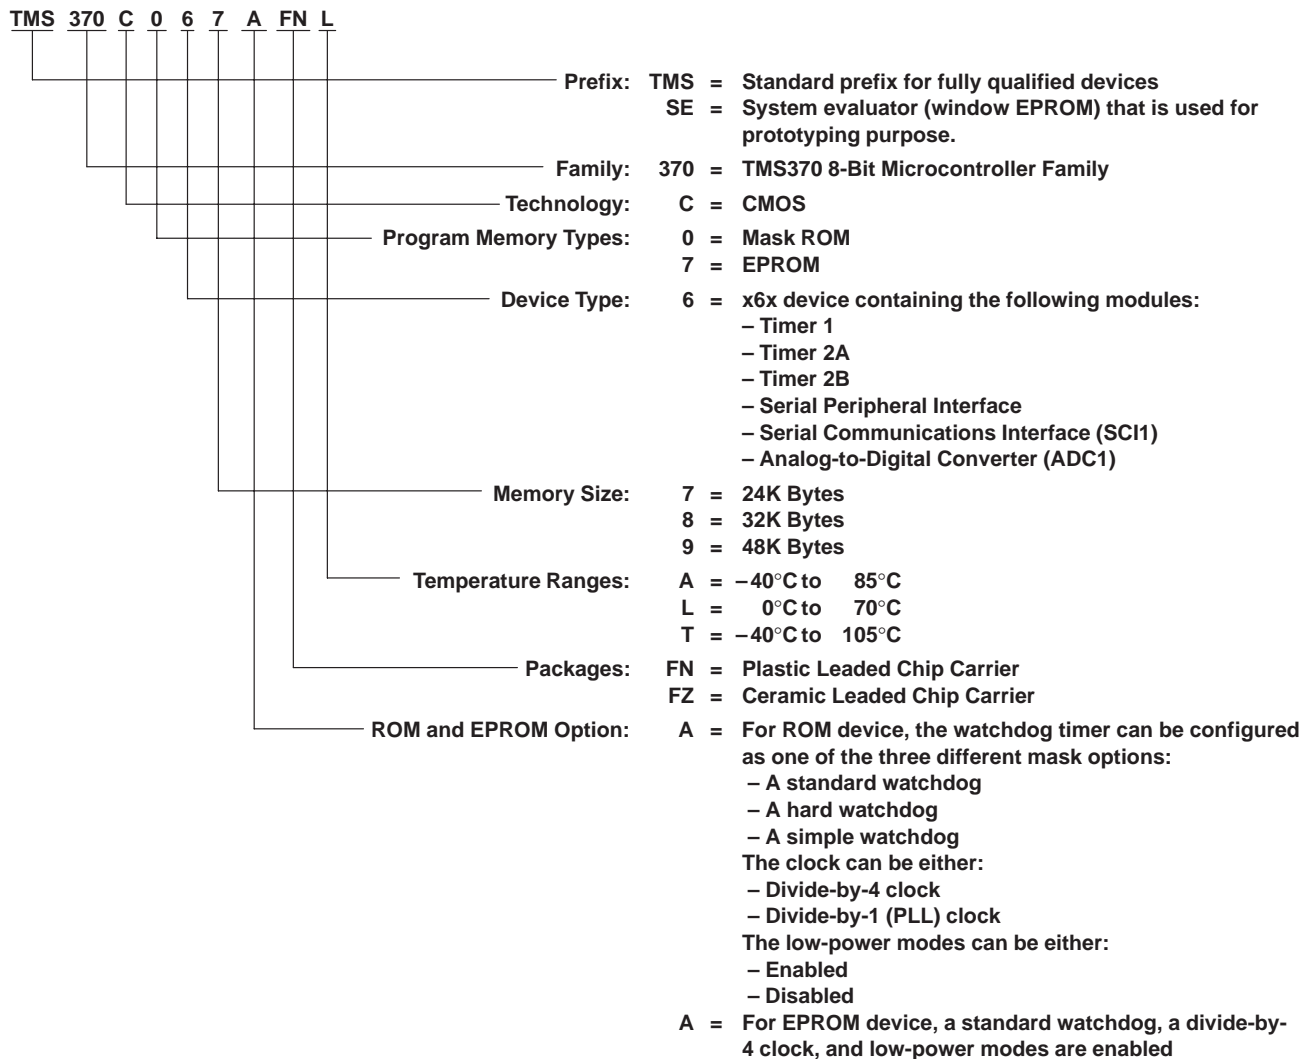 TMS 370 C 0 6 7 A FN L
Prefix: TMS = Standard prefix for fully qualified devices
SE = System evaluator (window EPROM) that is used for
prototyping purpose.
Family: 370 = TMS370 8-Bit Microcontroller Family
Technology: C = CMOS
Program Memory Types: 0 = Mask ROM
7 = EPROM
Device Type: 6 = x6x device containing the following modules:
– Timer 1
– Timer 2A
– Timer 2B
– Serial Peripheral Interface
– Serial Communications Interface (SCI1)
– Analog-to-Digital Converter (ADC1)
Memory Size: 7 = 24K Bytes
8 = 32K Bytes
9 = 48K Bytes
Temperature Ranges: A = –40°C to 85°C
L = 0°C to 70°C
T = –40°C to 105°C
Packages: FN = Plastic Leaded Chip Carrier
FZ = Ceramic Leaded Chip Carrier
ROM and EPROM Option: A = For ROM device, the watchdog timer can be configured
as one of the three different mask options:
– A standard watchdog
– A hard watchdog
– A simple watchdog
The clock can be either:
– Divide-by-4 clock
– Divide-by-1 (PLL) clock
The low-power modes can be either:
– Enabled
– Disabled
A = For EPROM device, a standard watchdog, a divide-by-
4 clock, and low-power modes are enabled